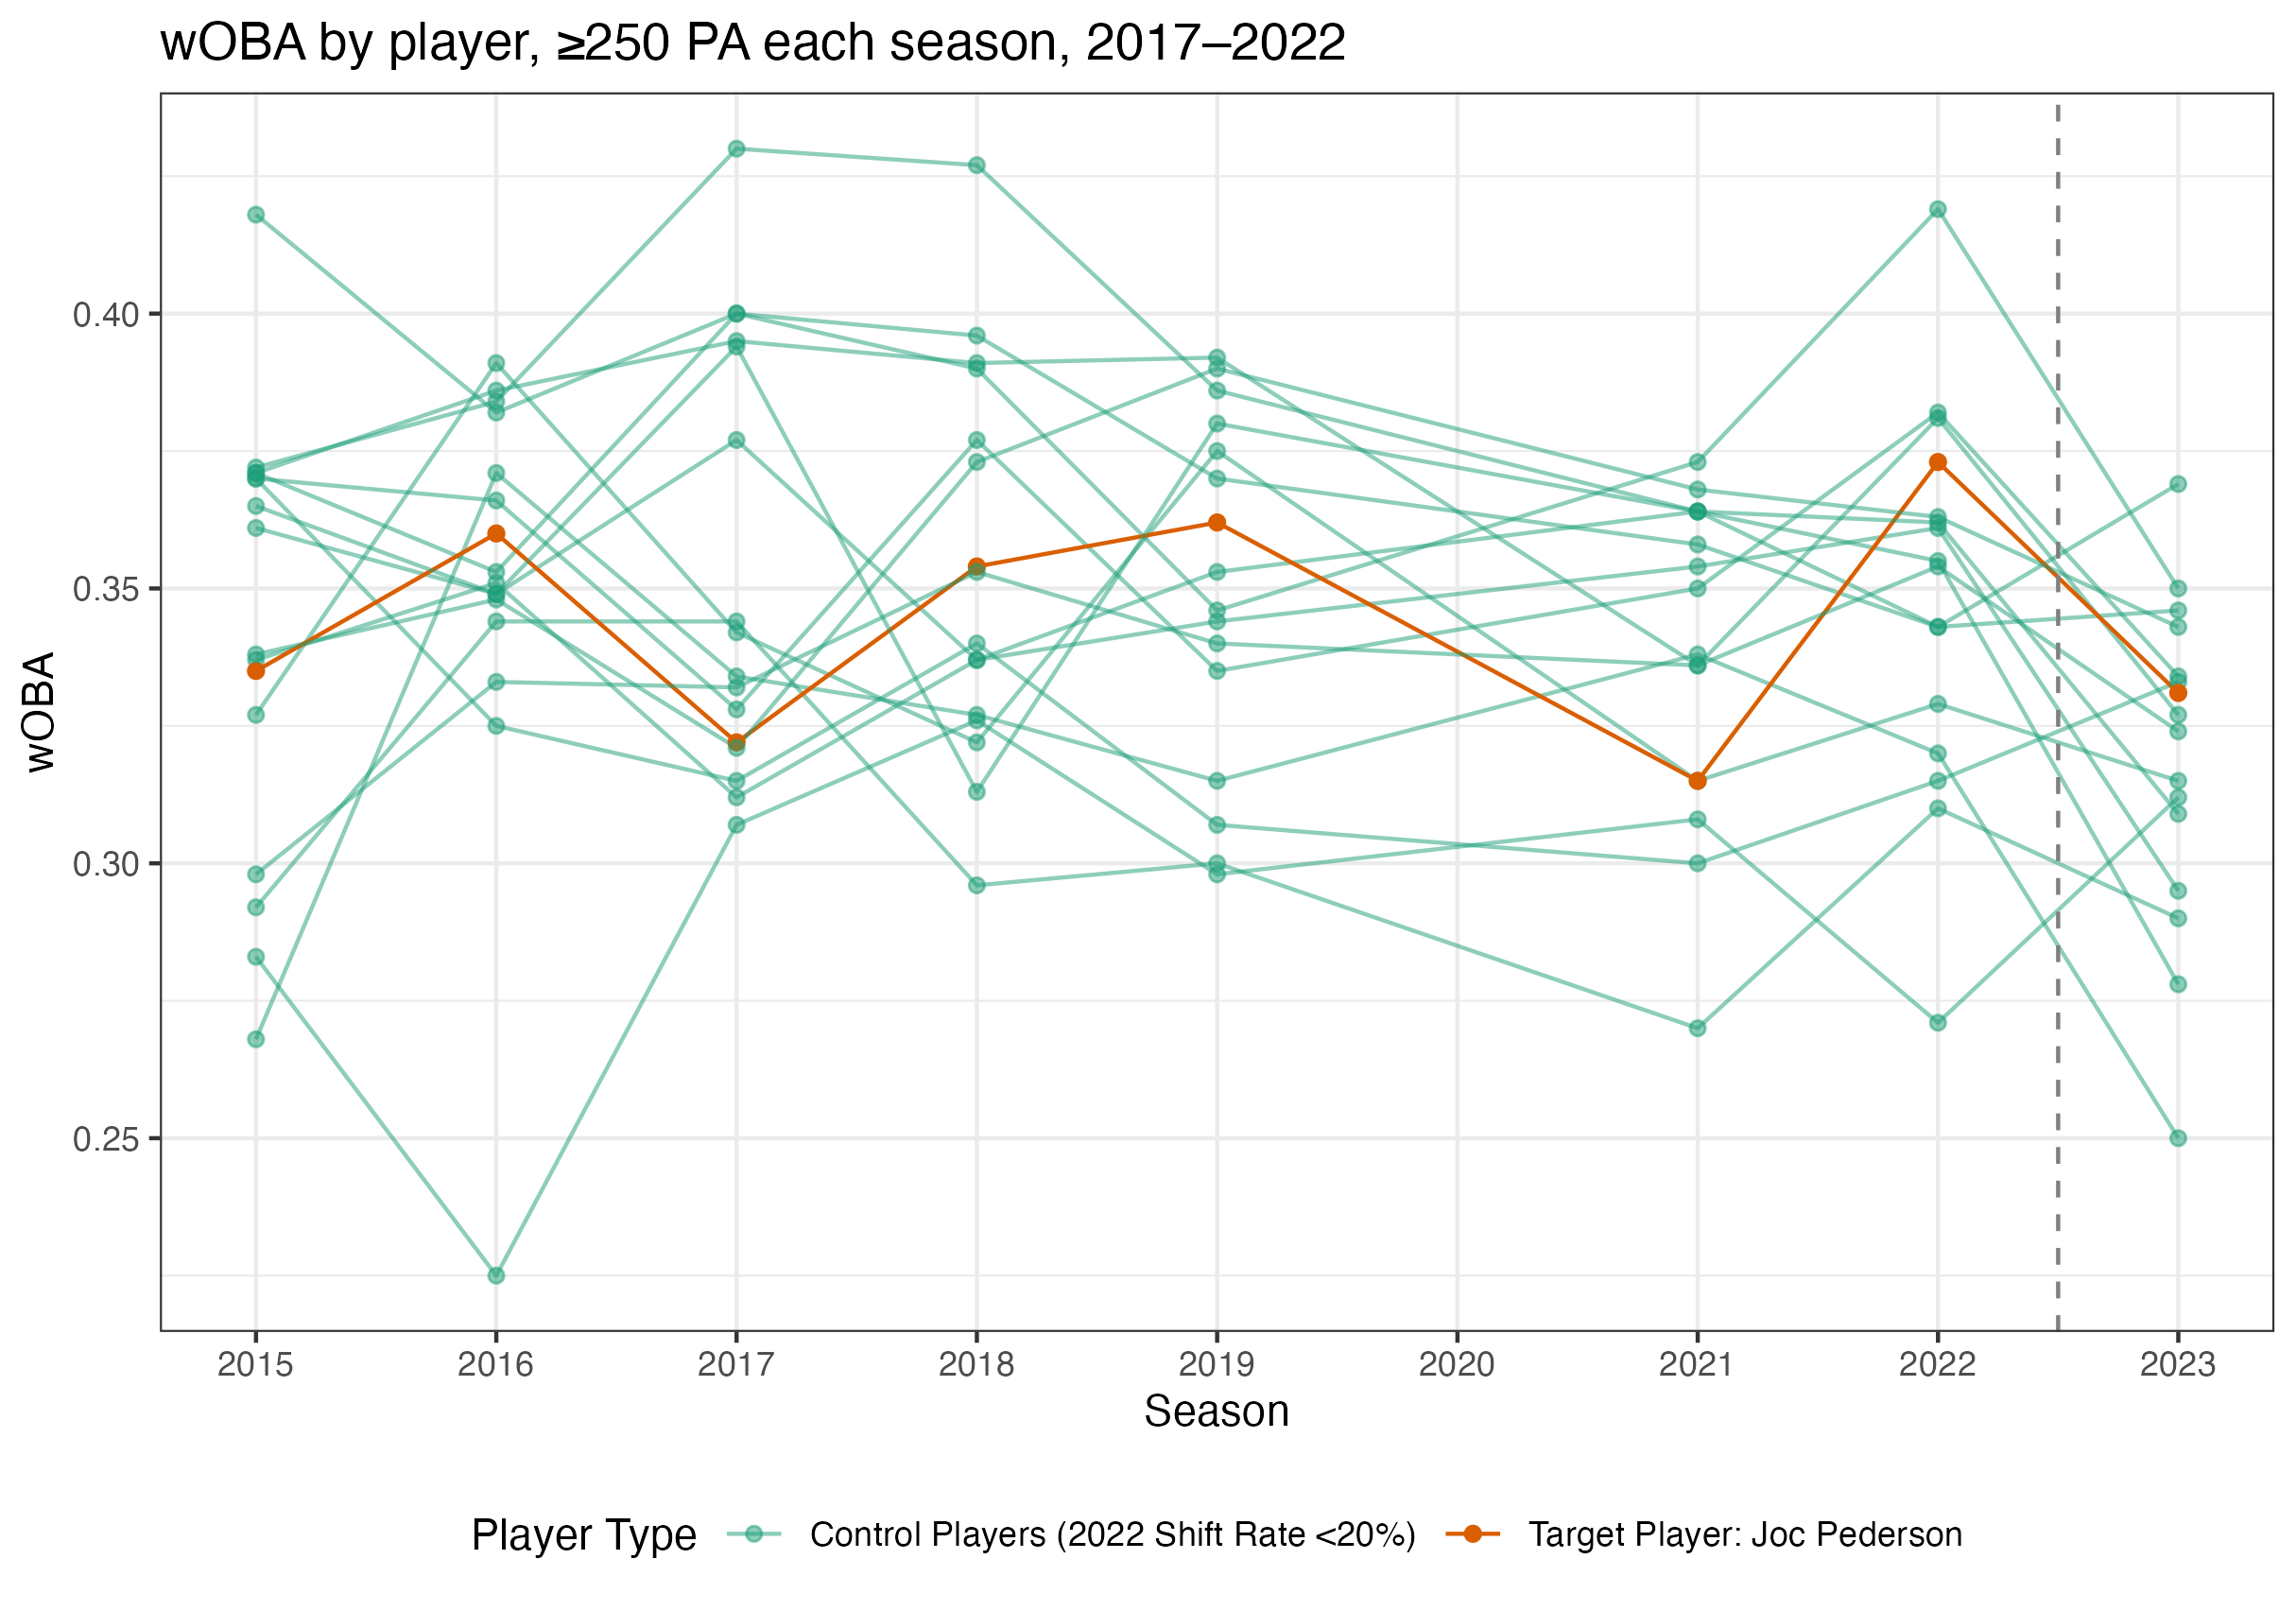 wOBA by player, ≥250 PA each season, 2017–2022
wOBA
0.40
0.35
0.30
0.25
2015 2016 2017 2018 2019 2020 2021 2022 2023
Season
Player Type Control Players (2022 Shift Rate <20%) Target Player: Joc Pederson